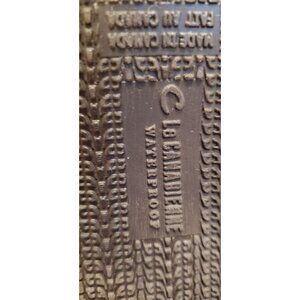 MADE IN CANADA
FAIT AU CANADA
C La CANADIENNE
WATERPROOF